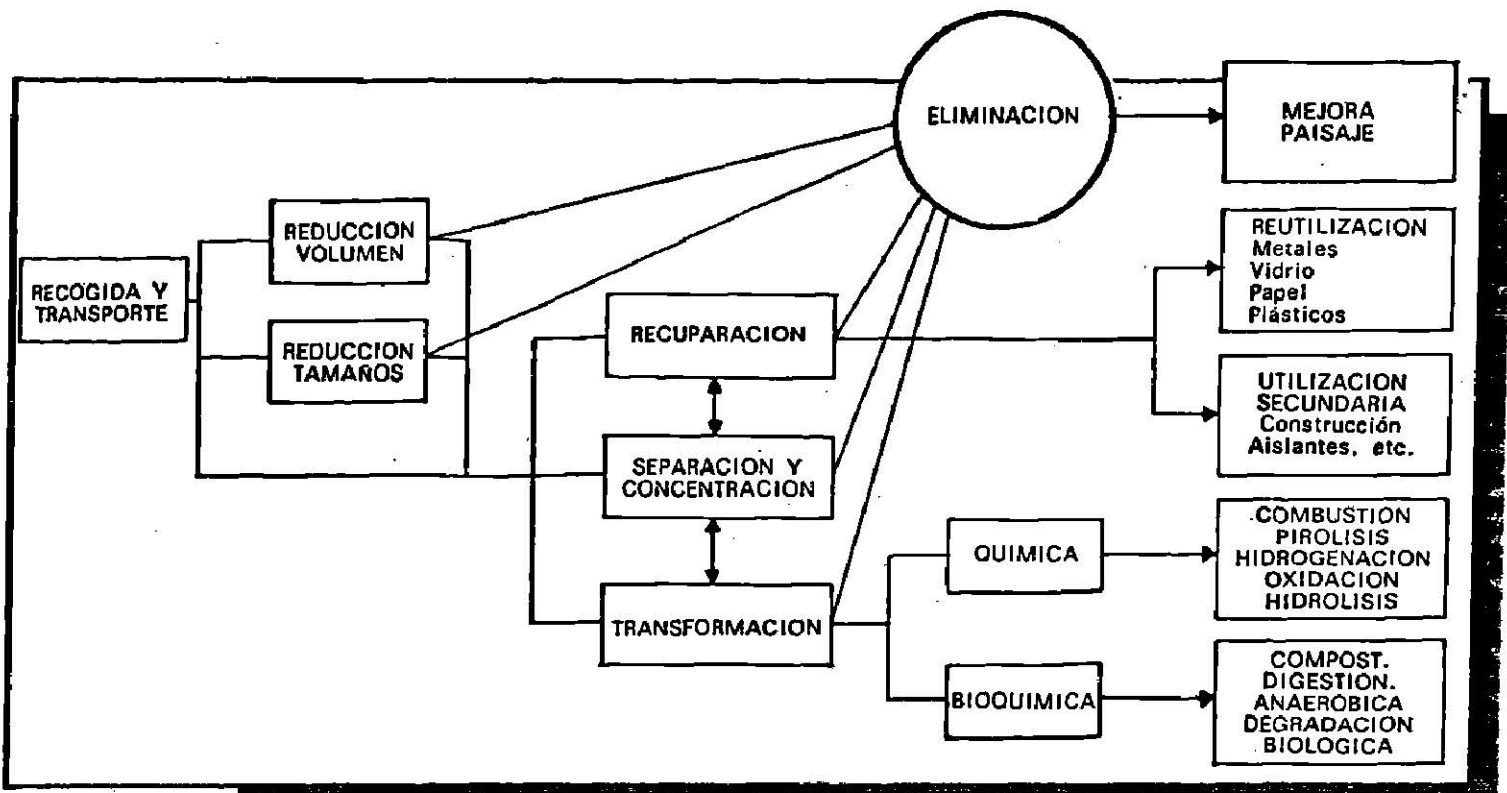 ELIMINACION
MEJORA
PAISAJE
REDUCCION
VOLUMEN
REUTILIZACION
Metales
Vidrio
Papel
Plásticos
RECOGIDA Y
TRANSPORTE
RECUPARACION
REDUCCION
TAMAÑOS
UTILIZACION
SECUNDARIA
Construcción
Aislantes, etc.
SEPARACION Y
CONCENTRACION
QUIMICA
COMBUSTION
PIROLISIS
HIDROGENACION
OXIDACION
HIDROLISIS
TRANSFORMACION
BIOQUIMICA
COMPOST.
DIGESTION.
ANAEROBICA
DEGRADACION
BIOLOGICA